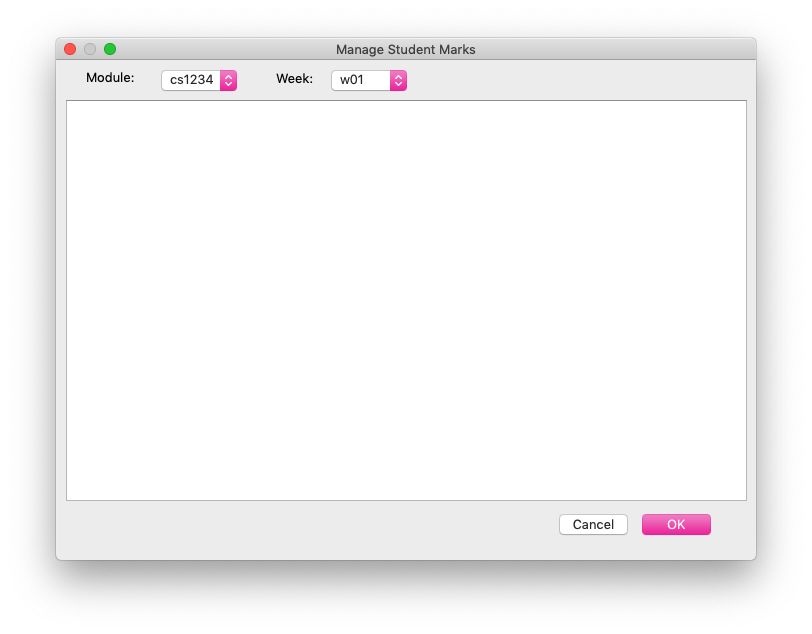 Manage Student Marks
Module: cs1234 Week: w01
Cancel OK